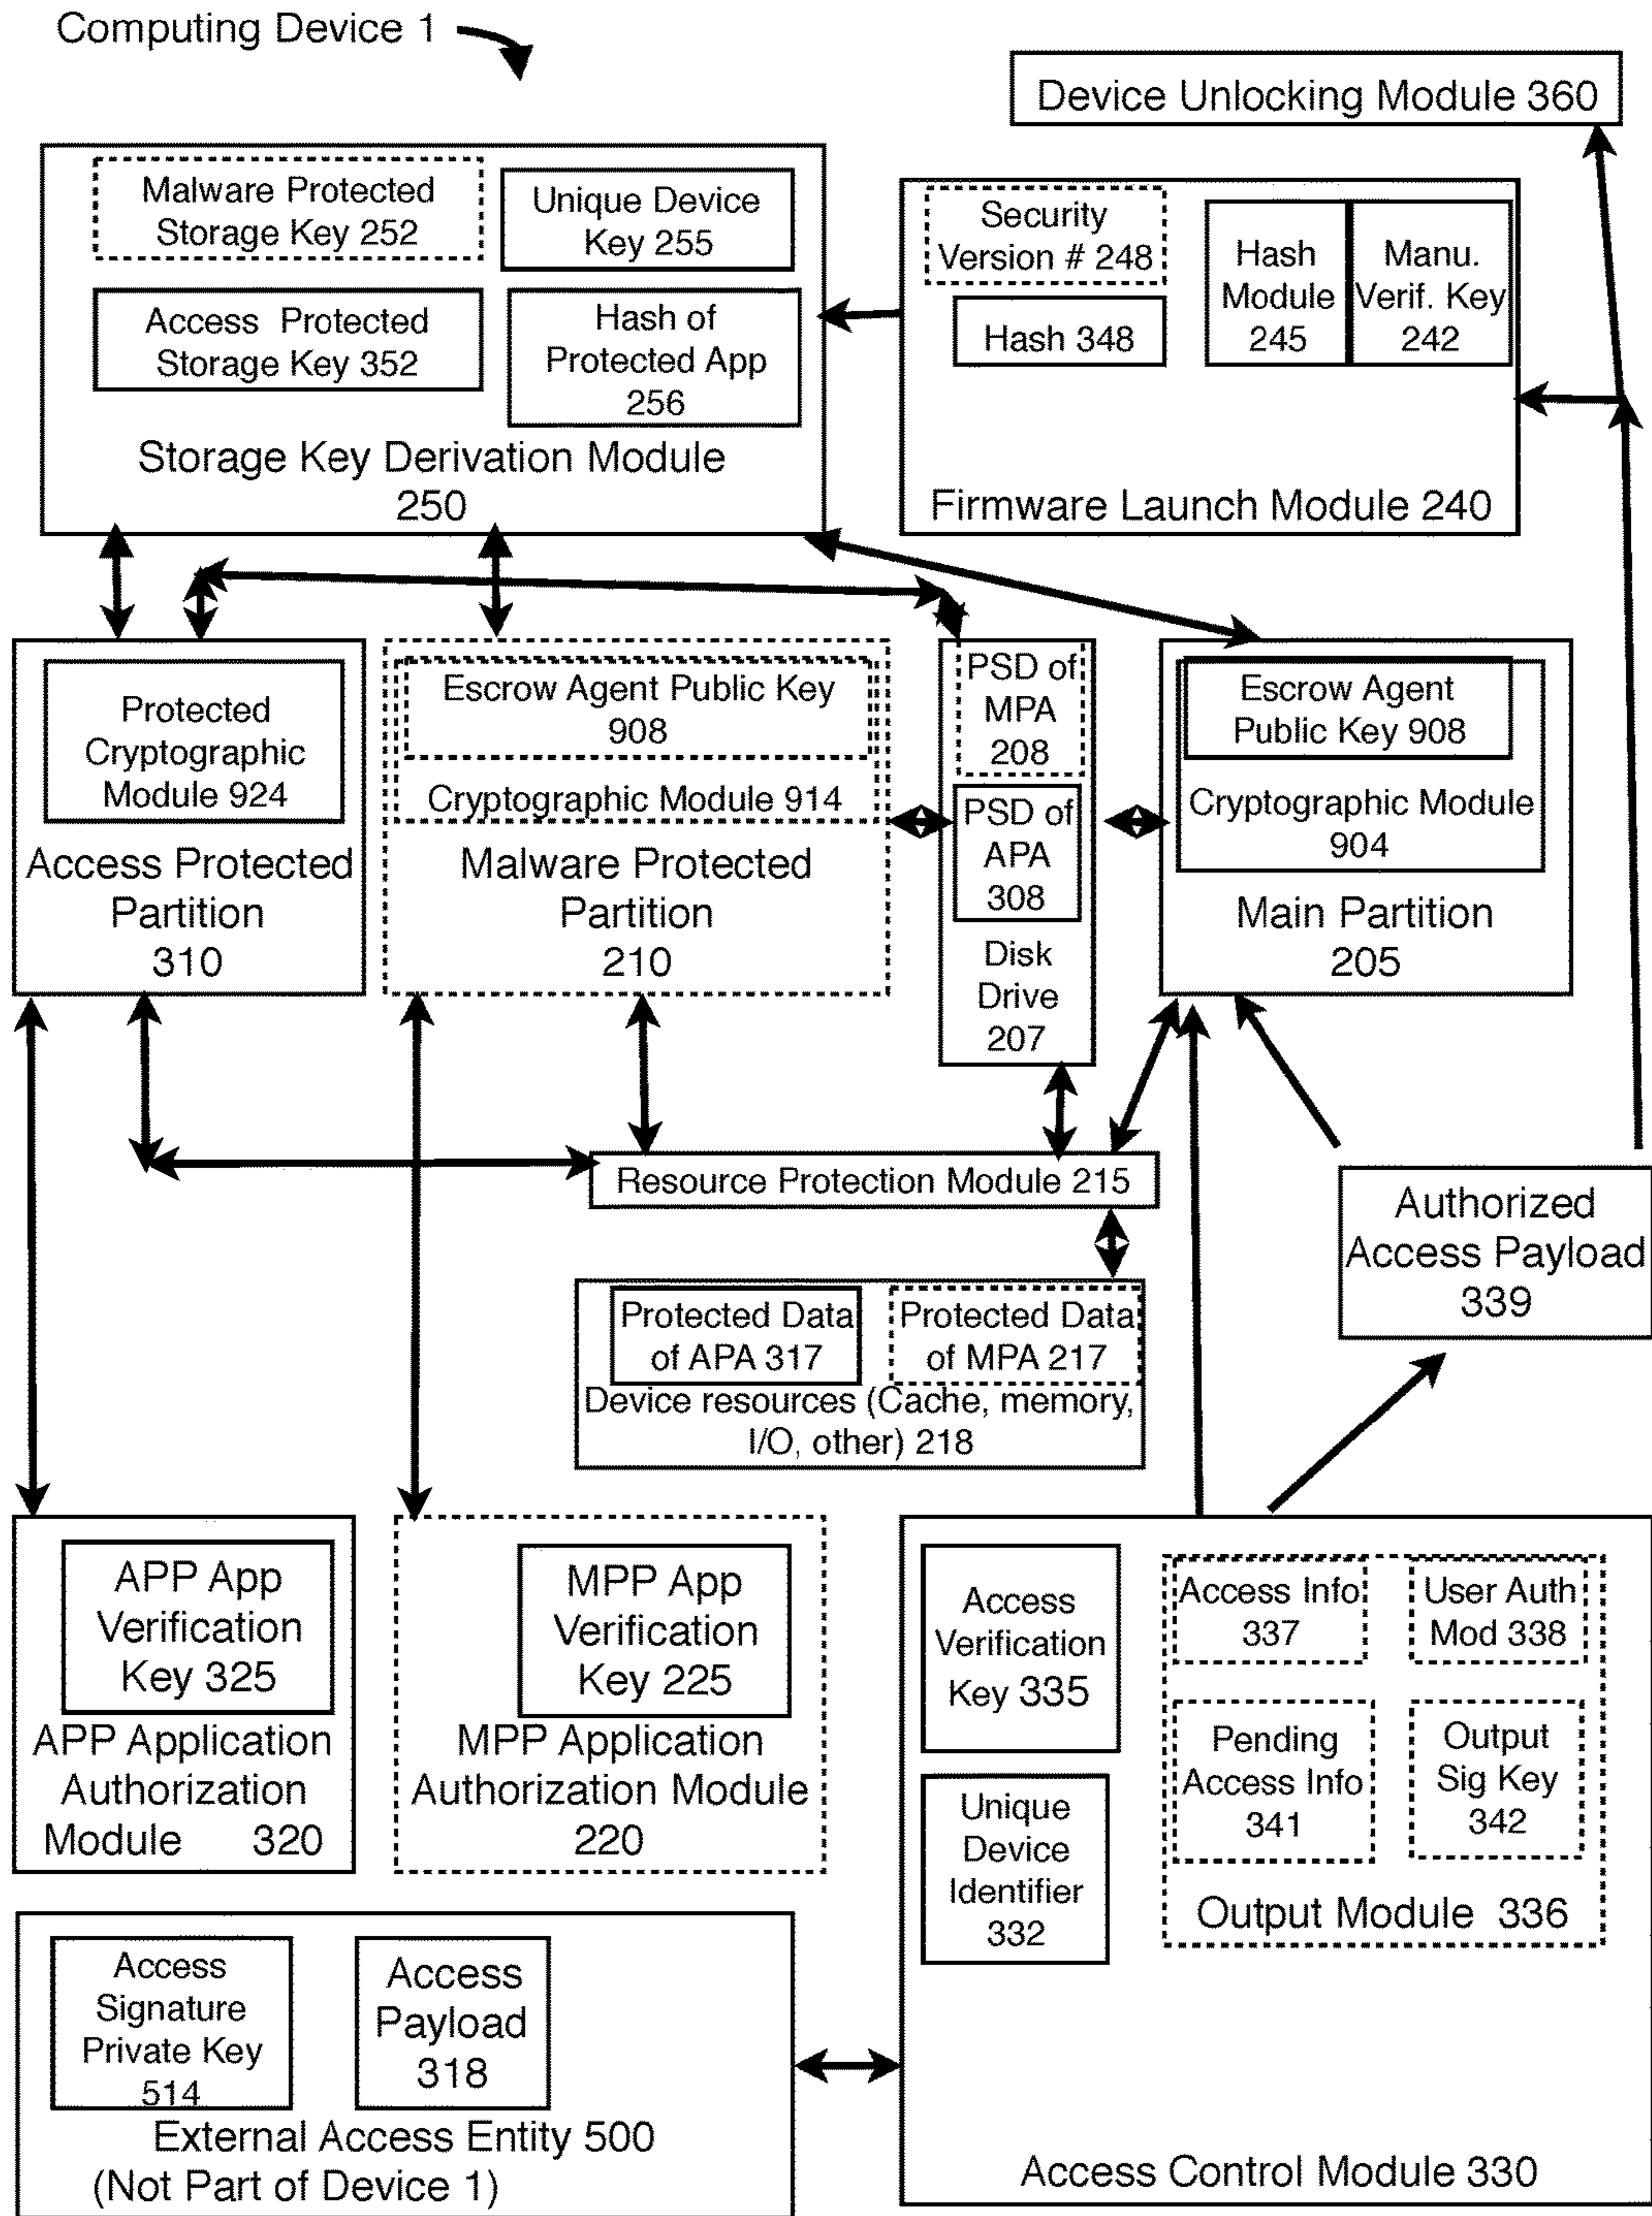 Computing Device 1
Device Unlocking Module 360
Malware Protected
Storage Key 252
Unique Device
Key 255
Access Protected
Storage Key 352
Hash of
Protected App
256
Storage Key Derivation Module
250
Security
Version # 248
Hash 348
Hash
Module
245
Manu.
Verif. Key
242
Firmware Launch Module 240
Protected
Cryptographic
Module 924
Access Protected
Partition
310
Escrow Agent Public Key
908
Cryptographic Module 914
Malware Protected
Partition
210
PSD of
MPA
208
PSD of
APA
308
Disk
Drive
207
Escrow Agent
Public Key 908
Cryptographic Module
904
Main Partition
205
Resource Protection Module 215
Authorized
Access Payload
339
Protected Data
of APA 317
Protected Data
of MPA 217
Device resources (Cache, memory,
I/O, other) 218
APP App
Verification
Key 325
APP Application
Authorization
Module 320
MPP App
Verification
Key 225
MPP Application
Authorization Module
220
Access
Verification
Key 335
Unique
Device
Identifier
332
Access Info
337
User Auth
Mod 338
Pending
Access Info
341
Output
Sig Key
342
Output Module 336
Access Control Module 330
Access
Signature
Private Key
514
Access
Payload
318
External Access Entity 500
(Not Part of Device 1)